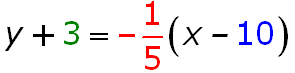 y + 3 = -1/5(x - 10)